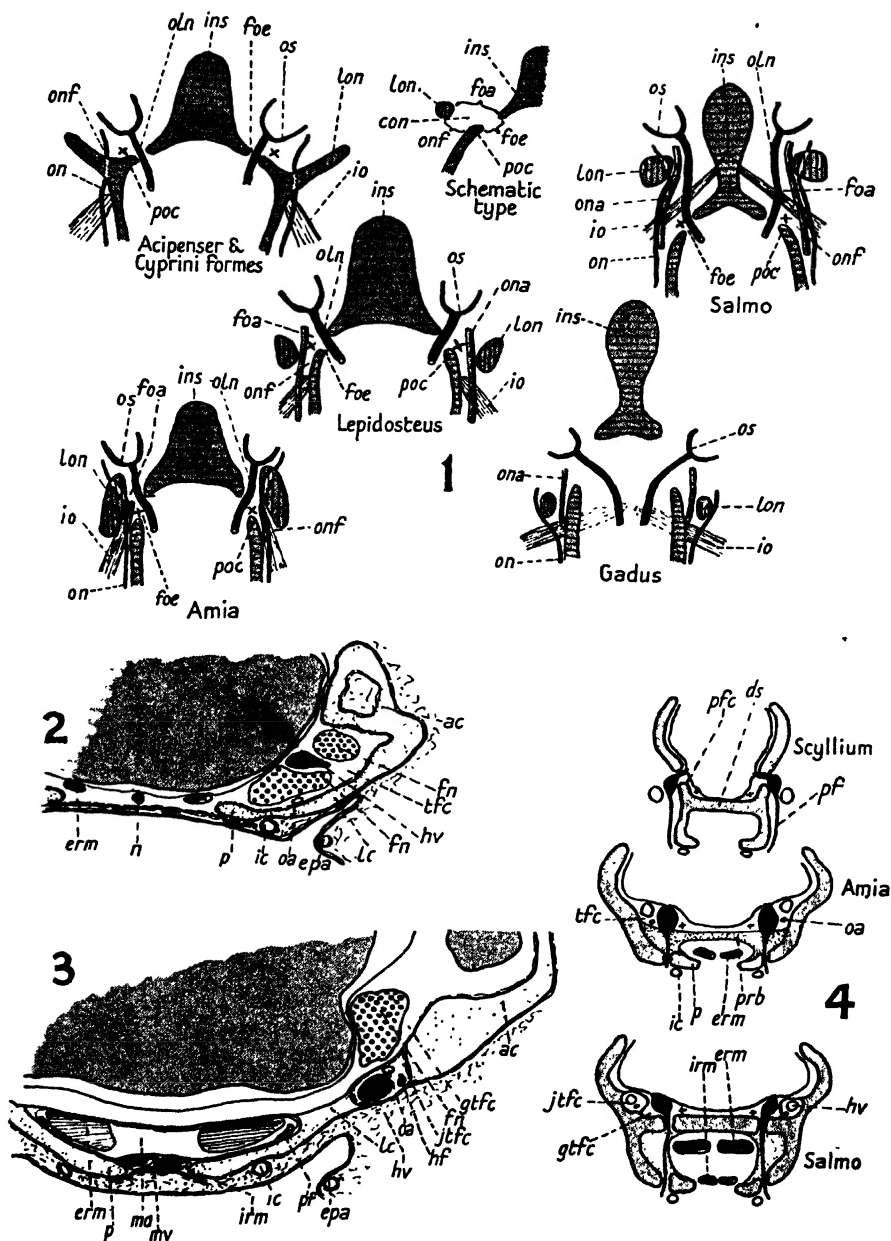 oln ins foe
os
onf
lon
on
poc
io
Acipenser &
Cypriniformes
ins
lon
foa
con
onf
foe
poc
Schematic
type
ins oln
os
lon
ona
io
on
foa
foe
poc
onf
Salmo
ins
oln
os
ona
foa
lon
onf
foe
poc
io
Lepidosteus
1
ins
os
ona
lon
io
on
Gadus
os foa ins oln
lon
io
onf
poc
on
foe
Amia
2
ac
fn
tfc
hv
fn
lc
epa
oa
ic
p
n
erm
3
ac
gtfc
fn
jtfc
hf
oa
hv
lc
epa
pf
ic
irm
mv
ma
p
erm
pfc ds
Scyllium
pf
Amia
tfc
oa
ic p erm prb
4
irm erm
jtfc
hv
gtfc
Salmo